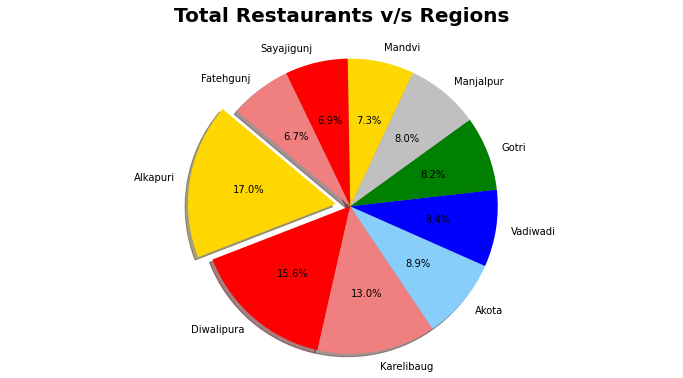 Total Restaurants v/s Regions
Mandvi
Sayajigunj
Manjalpur
Fatehgunj
7.3%
6.9%
8.0%
6.7%
Gotri
8.2%
Alkapuri
17.0%
8.4%
Vadiwadi
8.9%
15.6%
13.0%
Akota
Diwalipura
Karelibaug